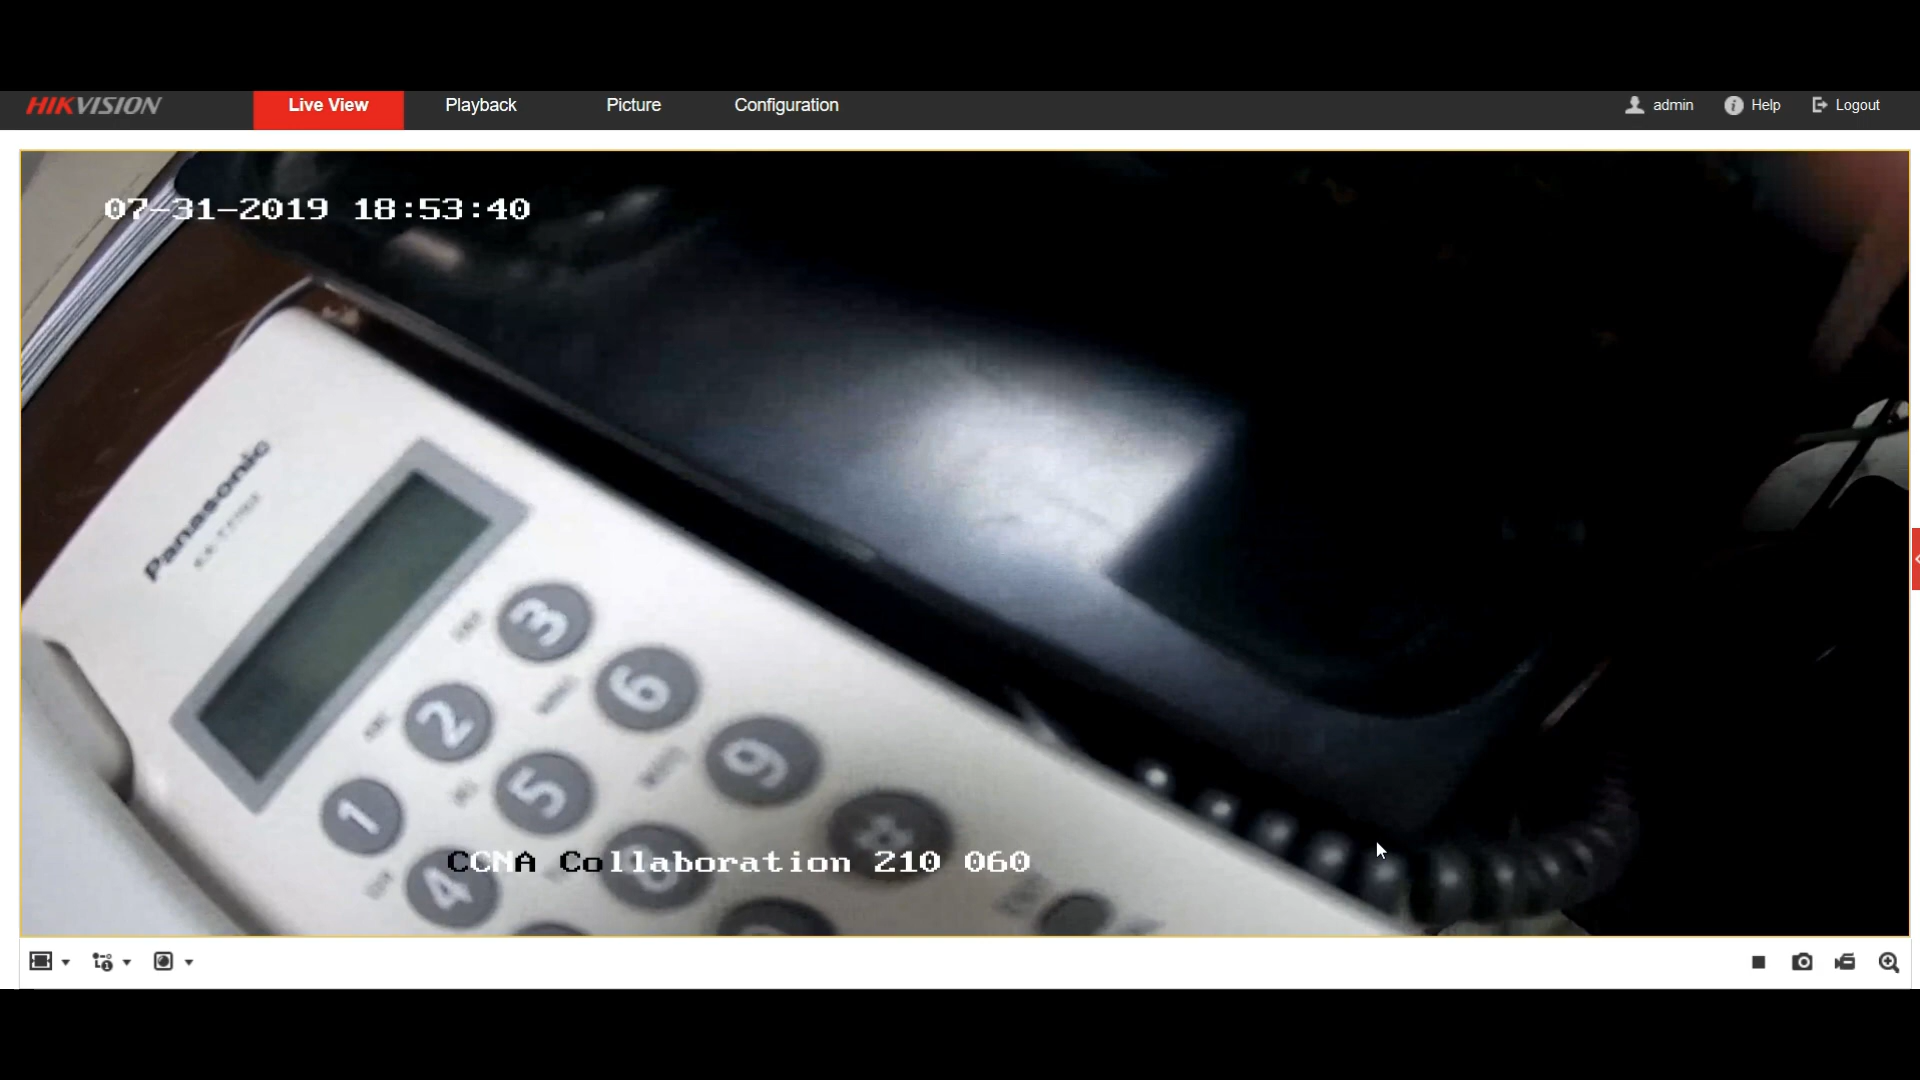 HIKVISION
Live View
Playback
Picture
Configuration
admin
Help
Logout
07-31-2019 18:53:40
Panasonic
3
6
2
9
5
#
1
CCNA Collaboration 210 060
8
4